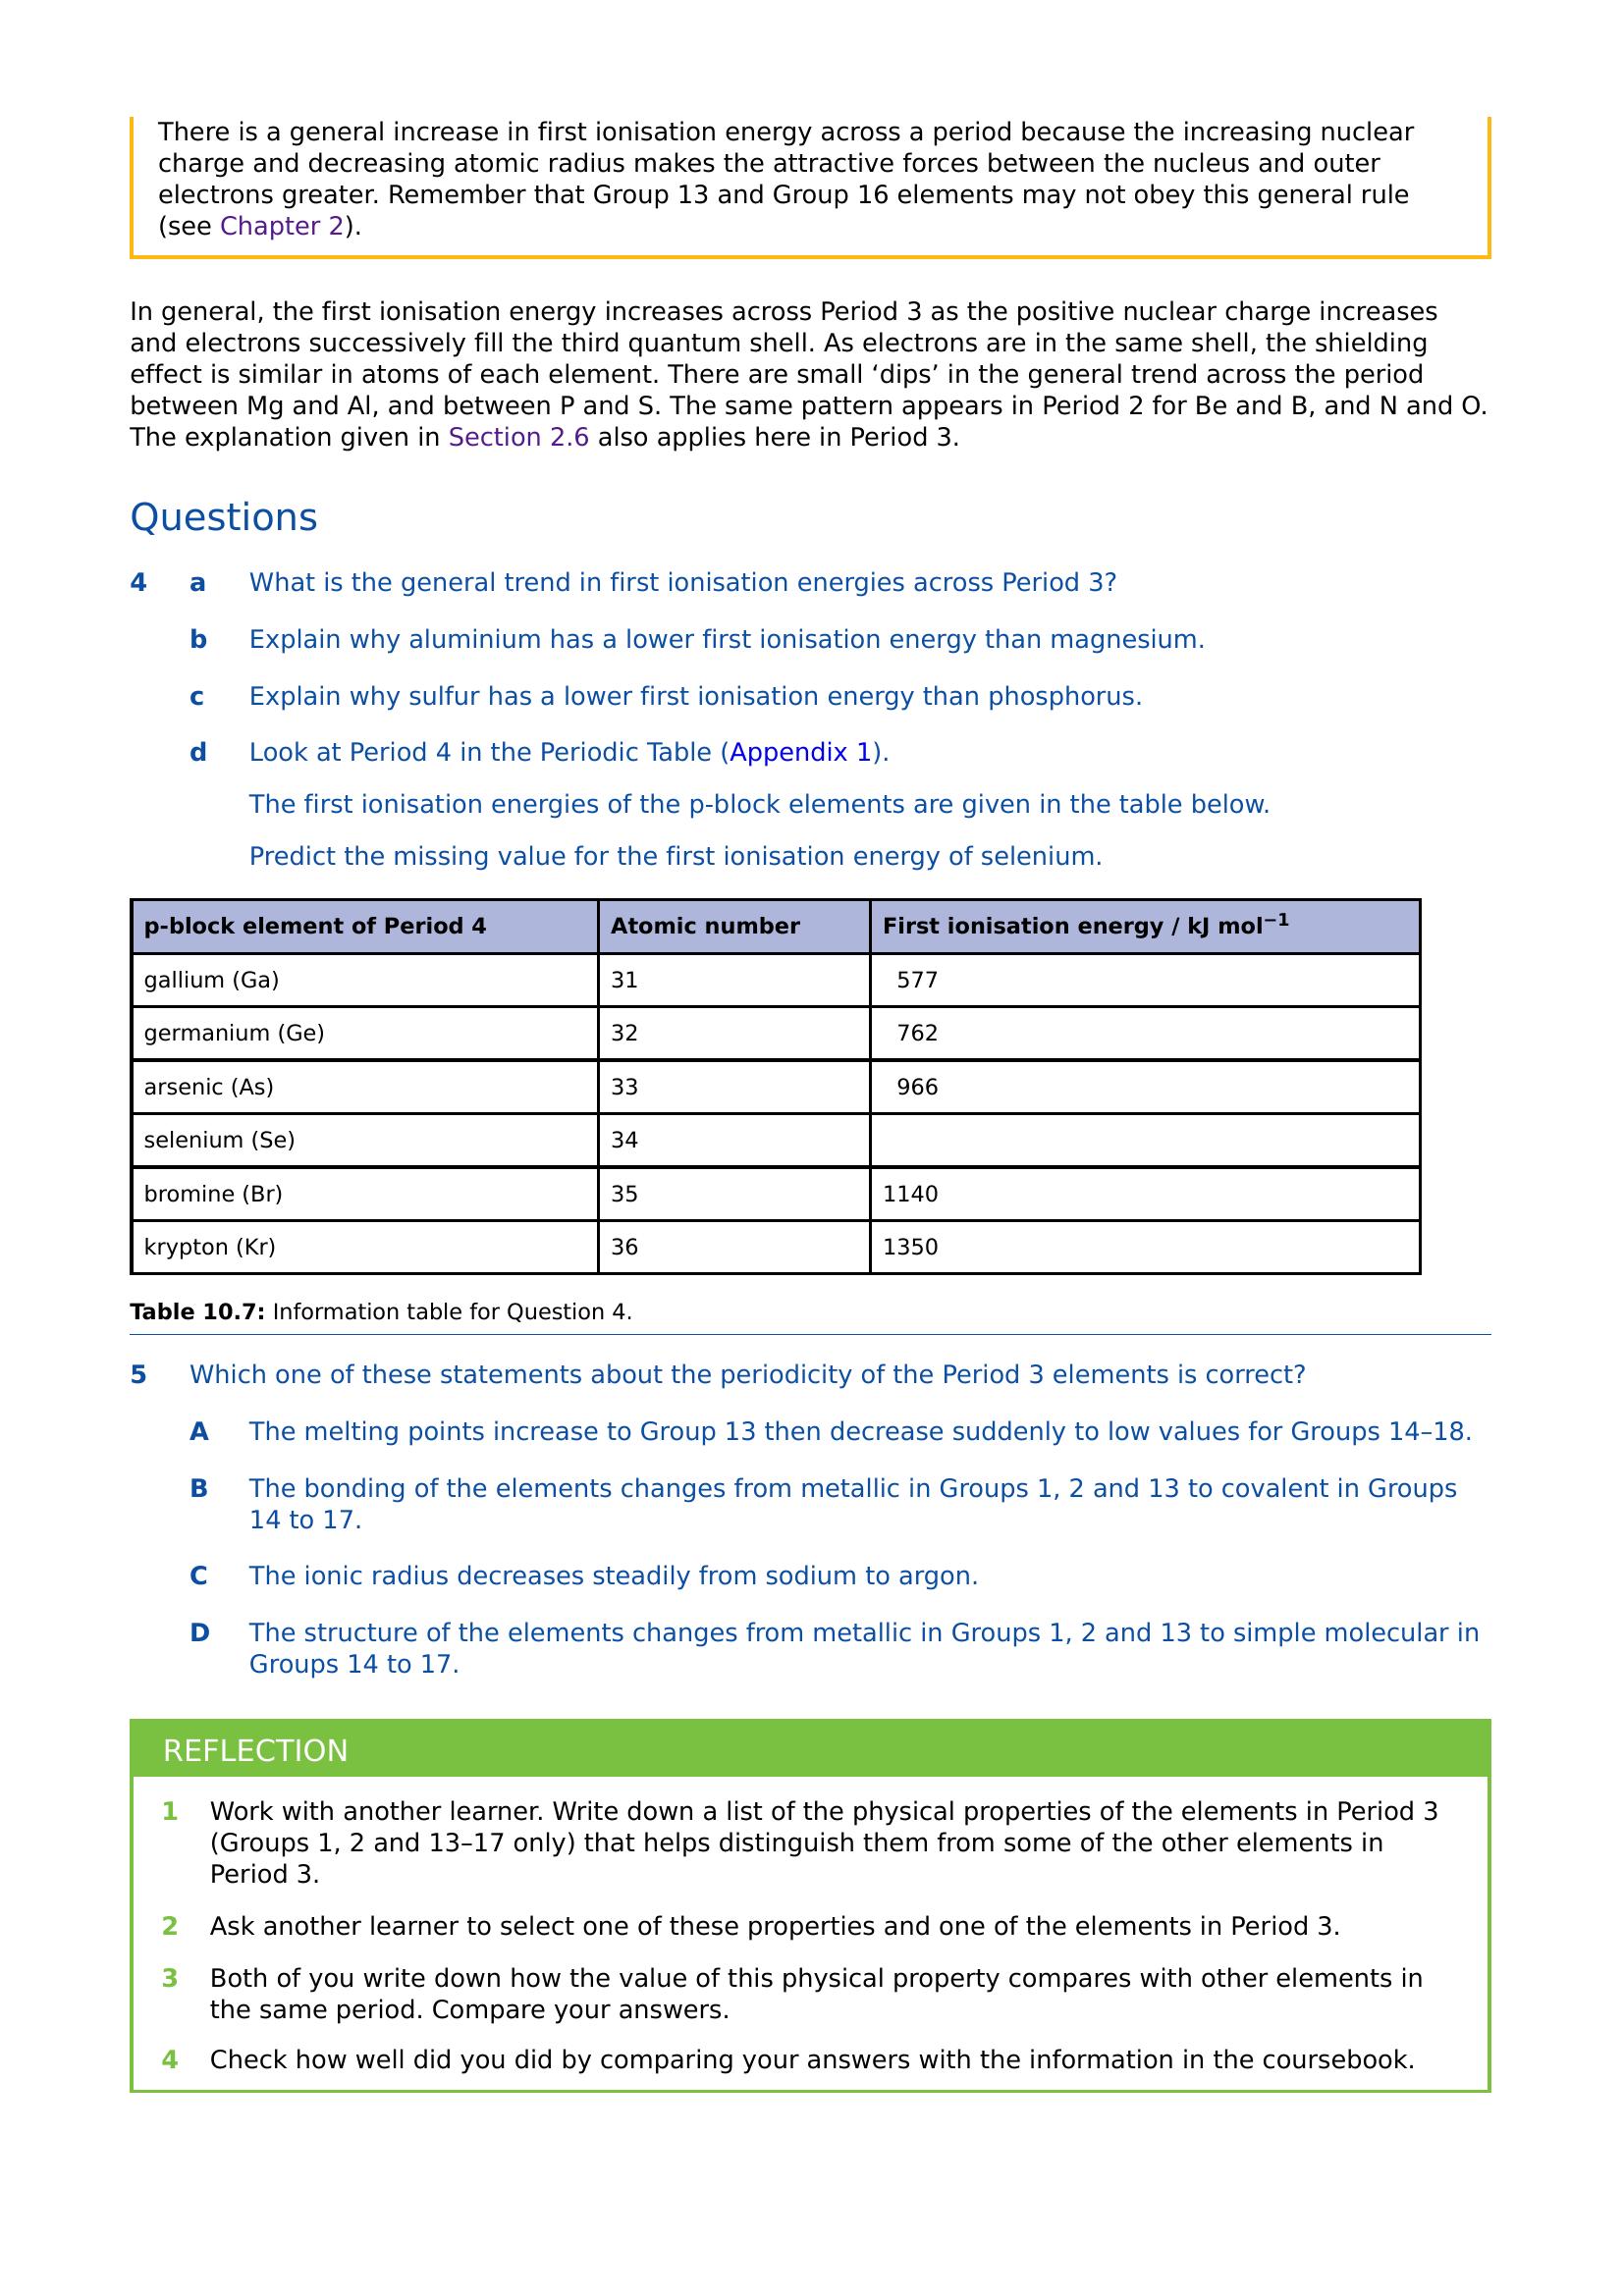 There is a general increase in first ionisation energy across a period because the increasing nuclear
charge and decreasing atomic radius makes the attractive forces between the nucleus and outer
electrons greater. Remember that Group 13 and Group 16 elements may not obey this general rule
(see Chapter 2).
In general, the first ionisation energy increases across Period 3 as the positive nuclear charge increases
and electrons successively fill the third quantum shell. As electrons are in the same shell, the shielding
effect is similar in atoms of each element. There are small ‘dips’ in the general trend across the period
between Mg and Al, and between P and S. The same pattern appears in Period 2 for Be and B, and N and O.
The explanation given in Section 2.6 also applies here in Period 3.
Questions
4 a What is the general trend in first ionisation energies across Period 3?
b Explain why aluminium has a lower first ionisation energy than magnesium.
c Explain why sulfur has a lower first ionisation energy than phosphorus.
d Look at Period 4 in the Periodic Table (Appendix 1).
The first ionisation energies of the p-block elements are given in the table below.
Predict the missing value for the first ionisation energy of selenium.
p-block element of Period 4 Atomic number First ionisation energy / kJ mol⁻¹
gallium (Ga) 31 577
germanium (Ge) 32 762
arsenic (As) 33 966
selenium (Se) 34
bromine (Br) 35 1140
krypton (Kr) 36 1350
Table 10.7: Information table for Question 4.
5 Which one of these statements about the periodicity of the Period 3 elements is correct?
A The melting points increase to Group 13 then decrease suddenly to low values for Groups 14–18.
B The bonding of the elements changes from metallic in Groups 1, 2 and 13 to covalent in Groups
14 to 17.
C The ionic radius decreases steadily from sodium to argon.
D The structure of the elements changes from metallic in Groups 1, 2 and 13 to simple molecular in
Groups 14 to 17.
REFLECTION
1 Work with another learner. Write down a list of the physical properties of the elements in Period 3
(Groups 1, 2 and 13–17 only) that helps distinguish them from some of the other elements in
Period 3.
2 Ask another learner to select one of these properties and one of the elements in Period 3.
3 Both of you write down how the value of this physical property compares with other elements in
the same period. Compare your answers.
4 Check how well did you did by comparing your answers with the information in the coursebook.